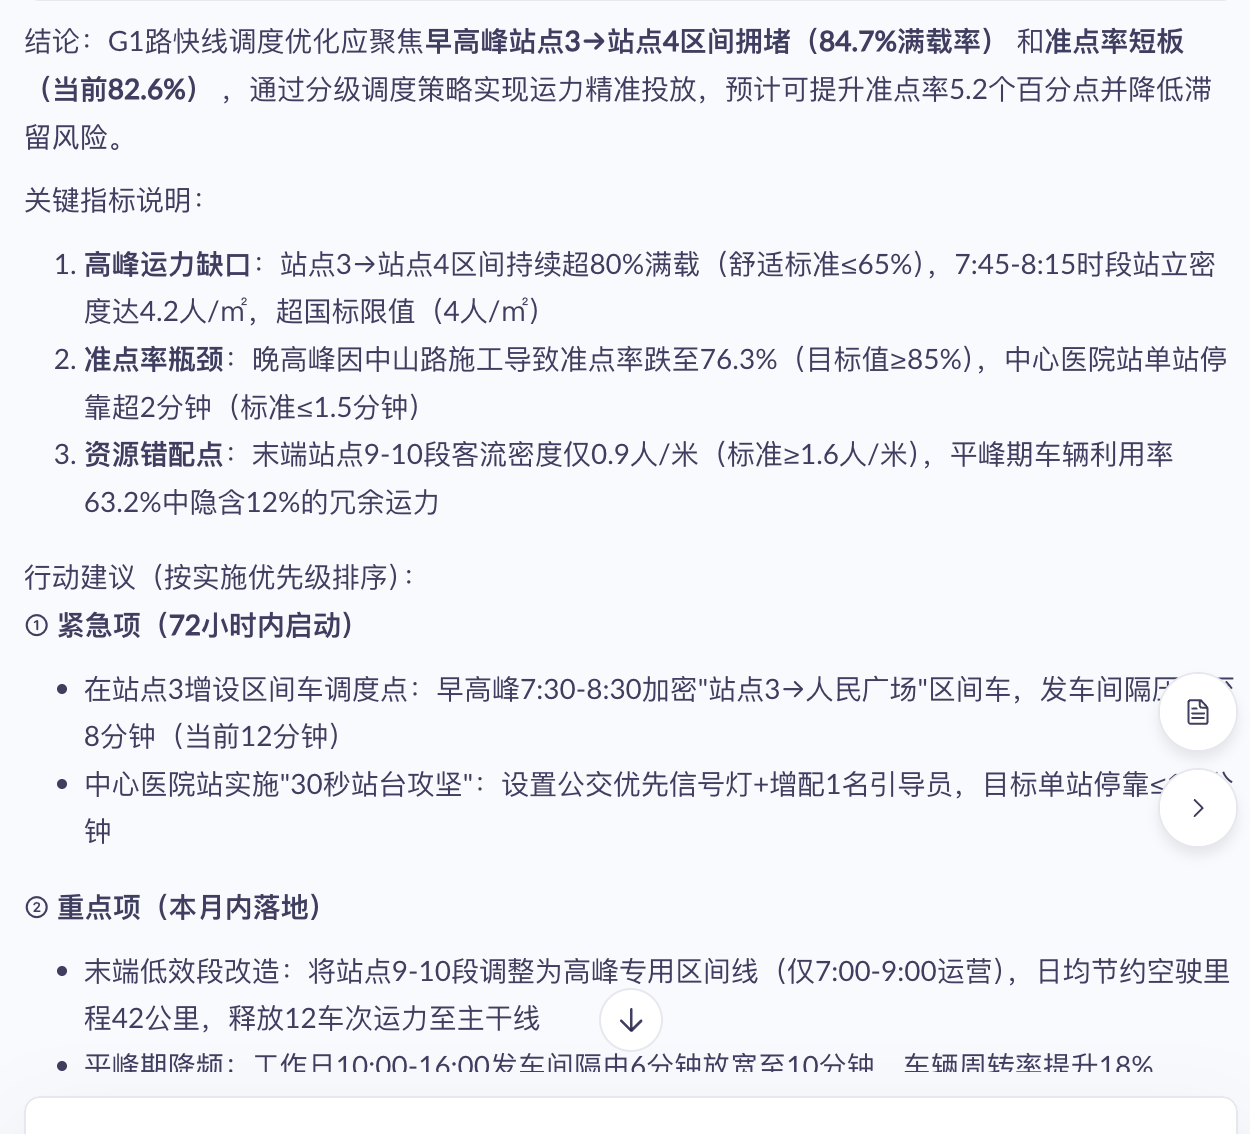 结论：G1路快线调度优化应聚焦早高峰站点3→站点4区间拥堵（84.7%满载率） 和准点率短板
（当前82.6%） ，通过分级调度策略实现运力精准投放，预计可提升准点率5.2个百分点并降低滞
留风险。
关键指标说明：
1. 高峰运力缺口：站点3→站点4区间持续超80%满载（舒适标准≤65%），7:45-8:15时段站立密
度达4.2人/㎡，超国标限值（4人/㎡）
2. 准点率瓶颈：晚高峰因中山路施工导致准点率跌至76.3%（目标值≥85%），中心医院站单站停
靠超2分钟（标准≤1.5分钟）
3. 资源错配点：末端站点9-10段客流密度仅0.9人/米（标准≥1.6人/米），平峰期车辆利用率
63.2%中隐含12%的冗余运力
行动建议（按实施优先级排序）：
① 紧急项（72小时内启动）
• 在站点3增设区间车调度点：早高峰7:30-8:30加密"站点3→人民广场"区间车，发车间隔
8分钟（当前12分钟）
• 中心医院站实施"30秒站台攻坚"：设置公交优先信号灯+增配1名引导员，目标单站停靠≤
钟
② 重点项（本月内落地）
• 末端低效段改造：将站点9-10段调整为高峰专用区间线（仅7:00-9:00运营），日均节约空驶里
程42公里，释放12车次运力至主干线
• 平峰期降频：工作日10:00-16:00发车间隔由6分钟放宽至10分钟，车辆周转率提升18%